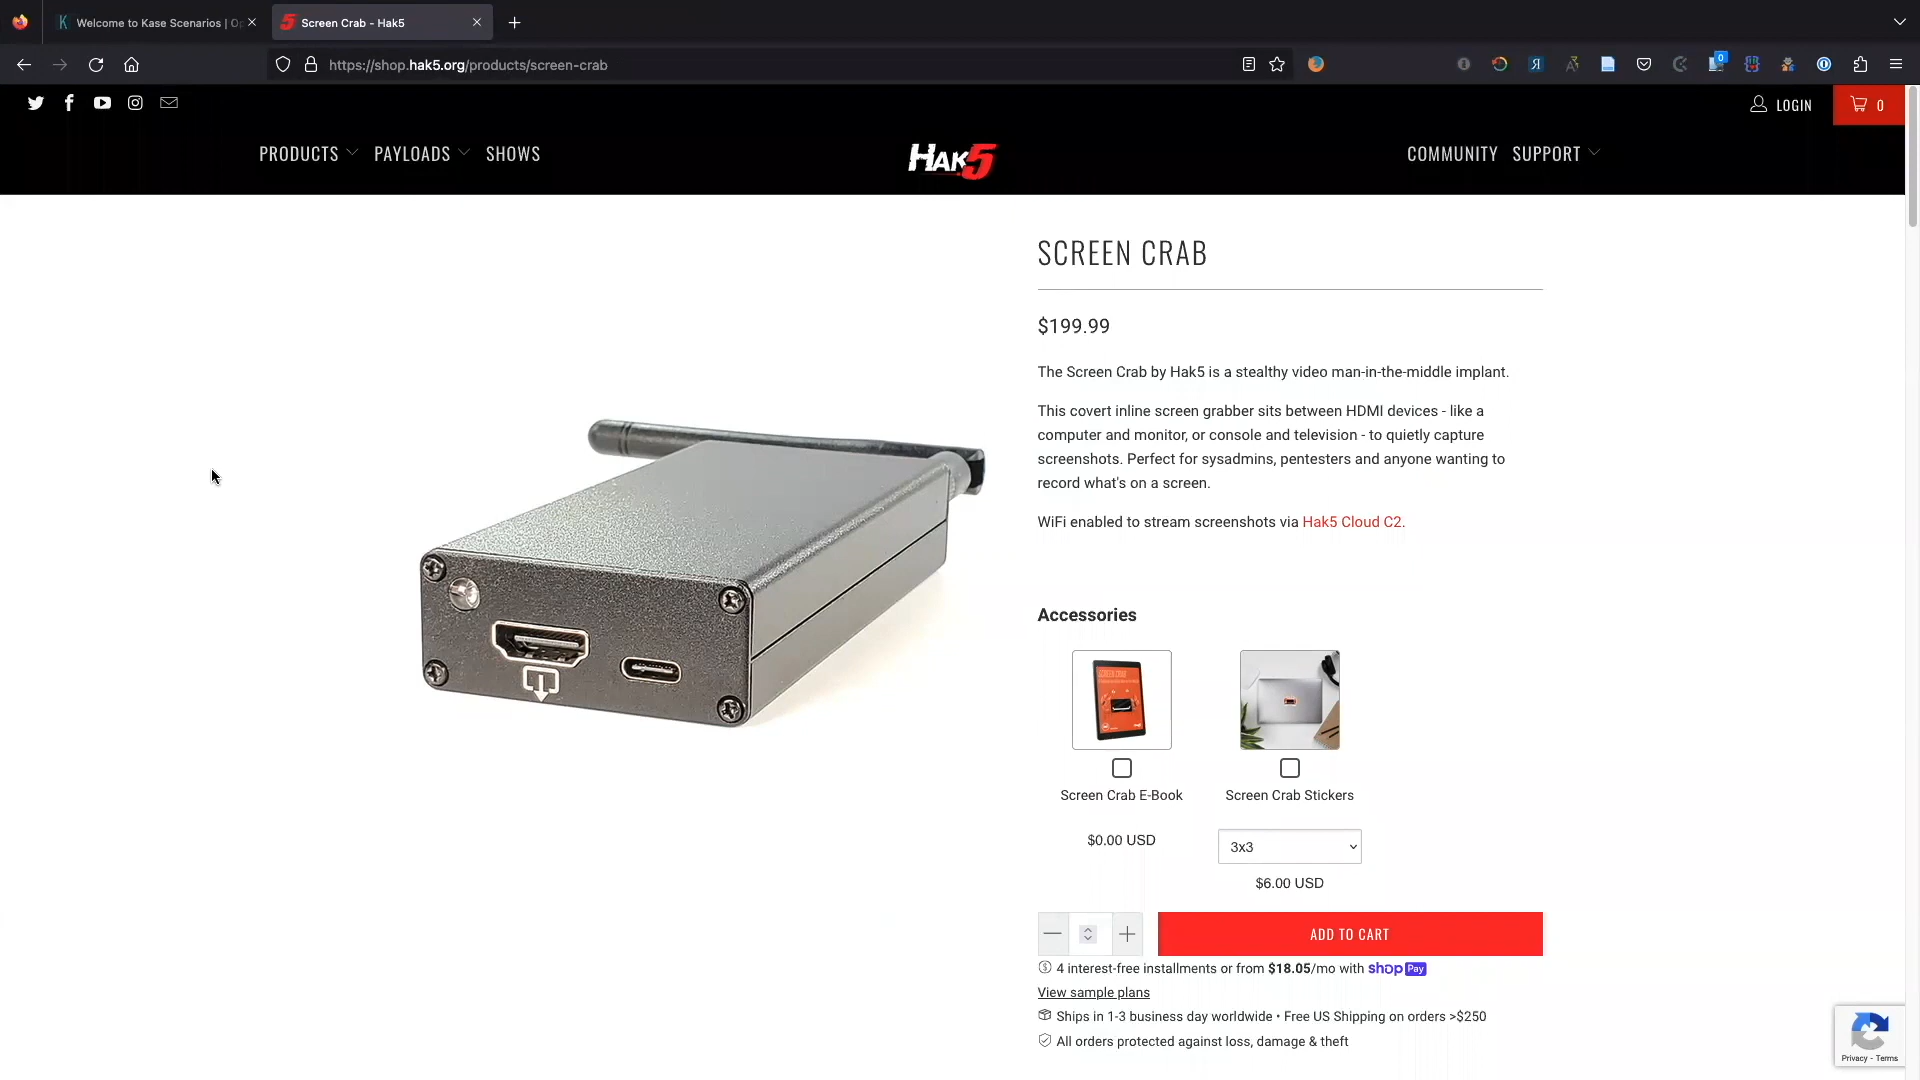 Welcome to Kase Scenarios | Op
Screen Crab - Hak5
https://shop.hak5.org/products/screen-crab
0
LOGIN
0
PRODUCTS
PAYLOADS
SHOWS
HAK5
COMMUNITY
SUPPORT
SCREEN CRAB
$199.99
The Screen Crab by Hak5 is a stealthy video man-in-the-middle implant.
This covert inline screen grabber sits between HDMI devices - like a
computer and monitor, or console and television - to quietly capture
screenshots. Perfect for sysadmins, pentesters and anyone wanting to
record what's on a screen.
WiFi enabled to stream screenshots via Hak5 Cloud C2.
Accessories
Screen Crab E-Book
Screen Crab Stickers
$0.00 USD
3x3
$6.00 USD
ADD TO CART
4 interest-free installments or from $18.05/mo with shop Pay
View sample plans
Ships in 1-3 business day worldwide • Free US Shipping on orders >$250
All orders protected against loss, damage & theft
Privacy - Terms